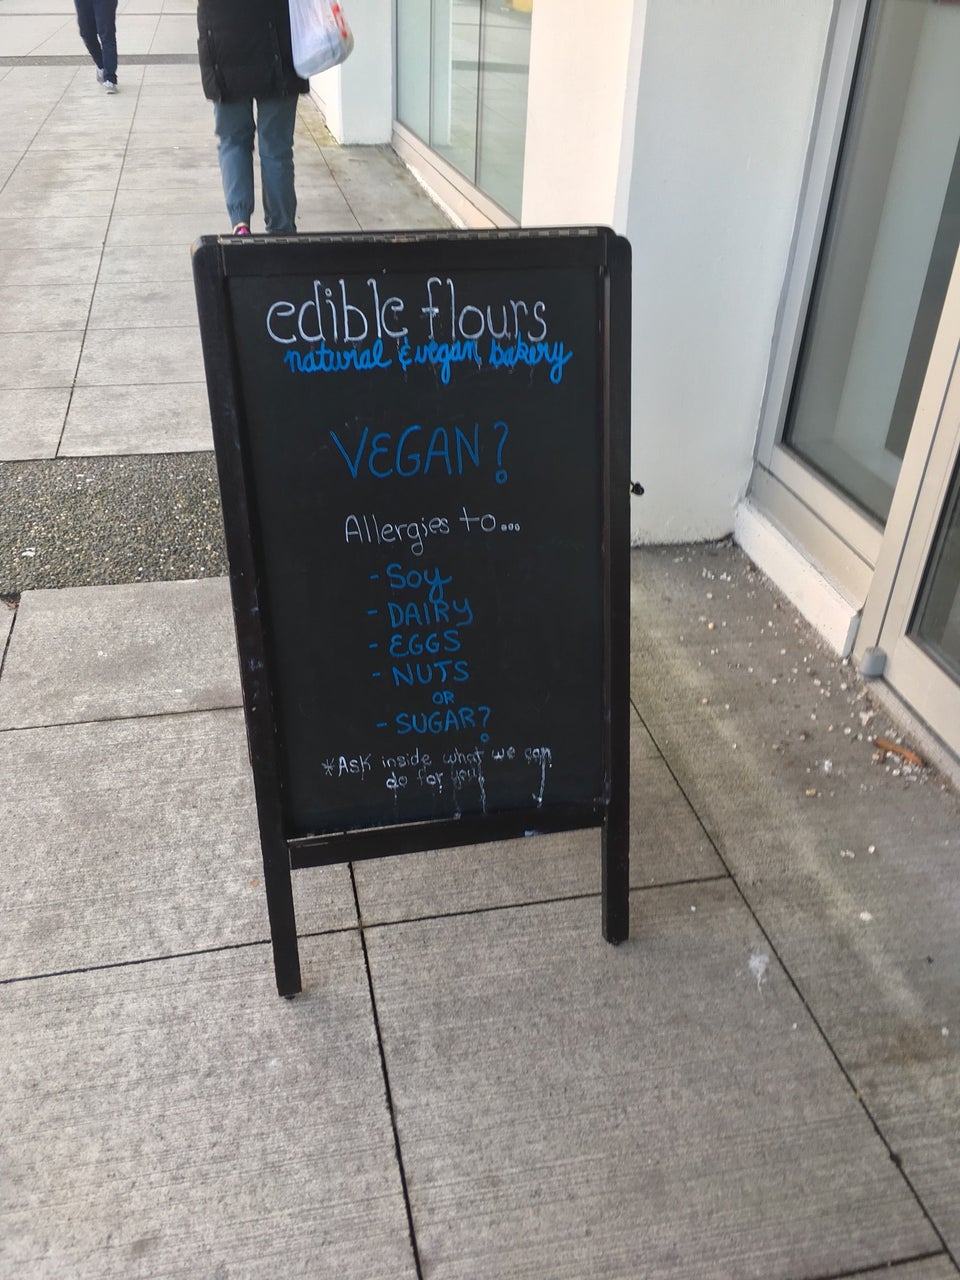 edible flours
natural & vegan bakery
VEGAN?
Allergies to...
- Soy
- DAIRY
- EGGS
- NUTS
OR
- SUGAR?
*Ask inside what we can
do for you